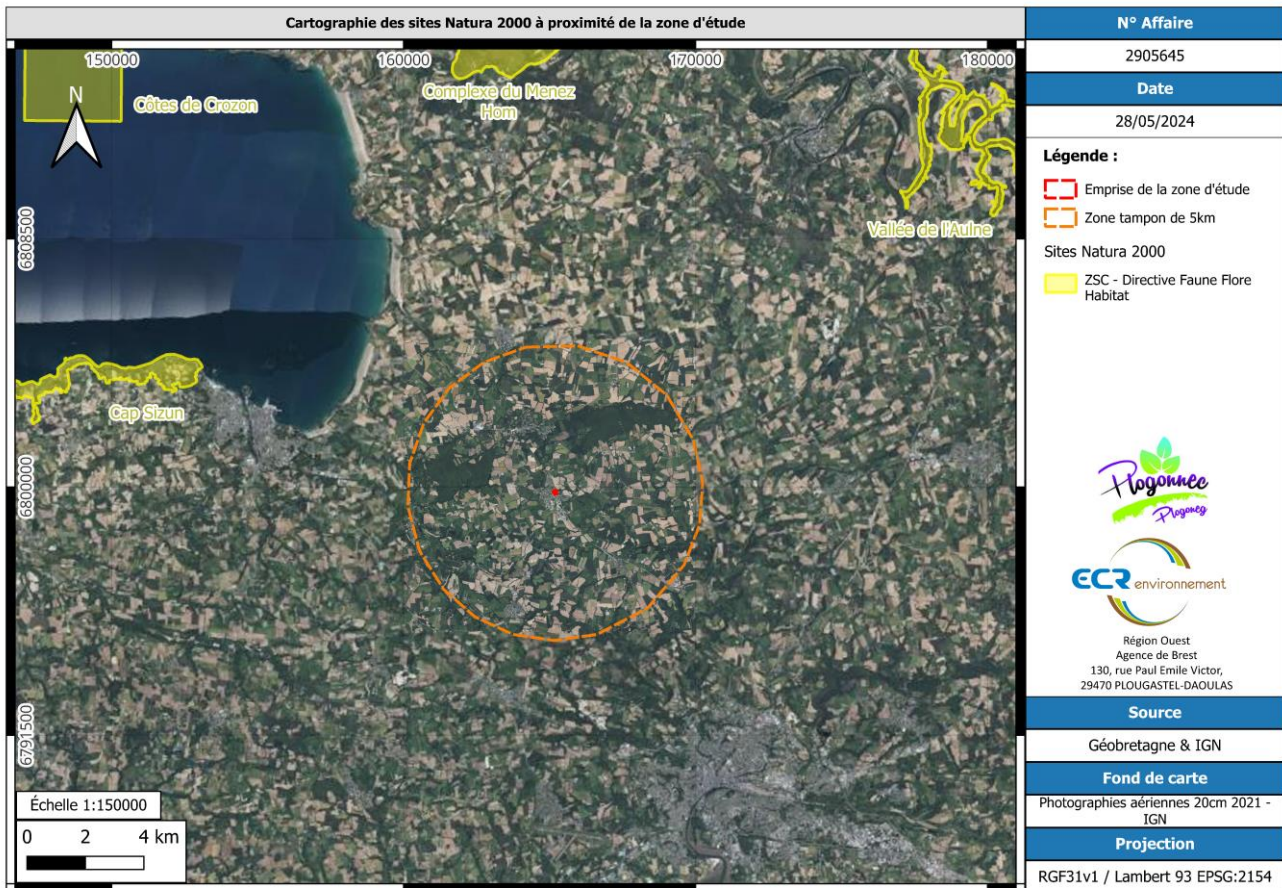 Cartographie des sites Natura 2000 à proximité de la zone d'étude
150000
160000
170000
180000
N
Côtes de Crozon
Complexe du Menez
Hom
Vallée de l'Aulne
6808500
Cap Sizun
6800000
6791500
Échelle 1:150000
0 2 4 km
N° Affaire
2905645
Date
28/05/2024
Légende :
Emprise de la zone d'étude
Zone tampon de 5km
Sites Natura 2000
ZSC - Directive Faune Flore
Habitat
Plogonnec
Plogoneg
ECR environnement
Région Ouest
Agence de Brest
130, rue Paul Emile Victor,
29470 PLOUGASTEL-DAOULAS
Source
Géobretagne & IGN
Fond de carte
Photographies aériennes 20cm 2021 -
IGN
Projection
RGF31v1 / Lambert 93 EPSG:2154